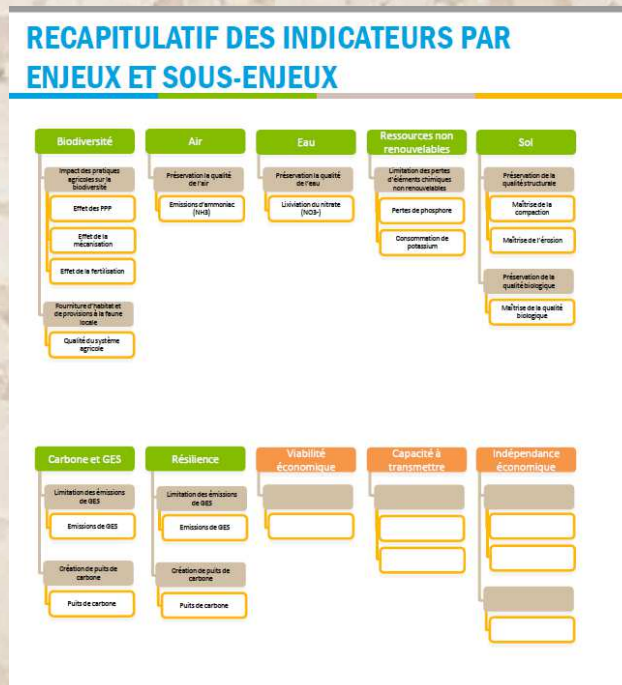 RECAPITULATIF DES INDICATEURS PAR
ENJEUX ET SOUS-ENJEUX
Biodiversité
Impact des pratiques
agricoles sur la
biodiversité
Effet des PPP
Effet de la
mécanisation
Effet de la fertilisation
Fourniture d'habitat et
de provisions à la faune
locale
Qualité du système
agricole
Air
Préservation la qualité
de l'air
Emissions d'ammoniac
(NH3)
Eau
Préservation la qualité
de l'eau
Lixiviation du nitrate
(NO3-)
Ressources non
renouvelables
Limitation des pertes
d'éléments chimiques
non renouvelables
Pertes de phosphore
Consommation de
potassium
Sol
Préservation de la
qualité structurale
Maîtrise de la
compaction
Maîtrise de l'érosion
Préservation de la
qualité biologique
Maîtrise de la qualité
biologique
Carbone et GES
Limitation des émissions
de GES
Emissions de GES
Création de puits de
carbone
Puits de carbone
Résilience
Limitation des émissions
de GES
Emissions de GES
Création de puits de
carbone
Puits de carbone
Viabilité
économique
Capacité à
transmettre
Indépendance
économique